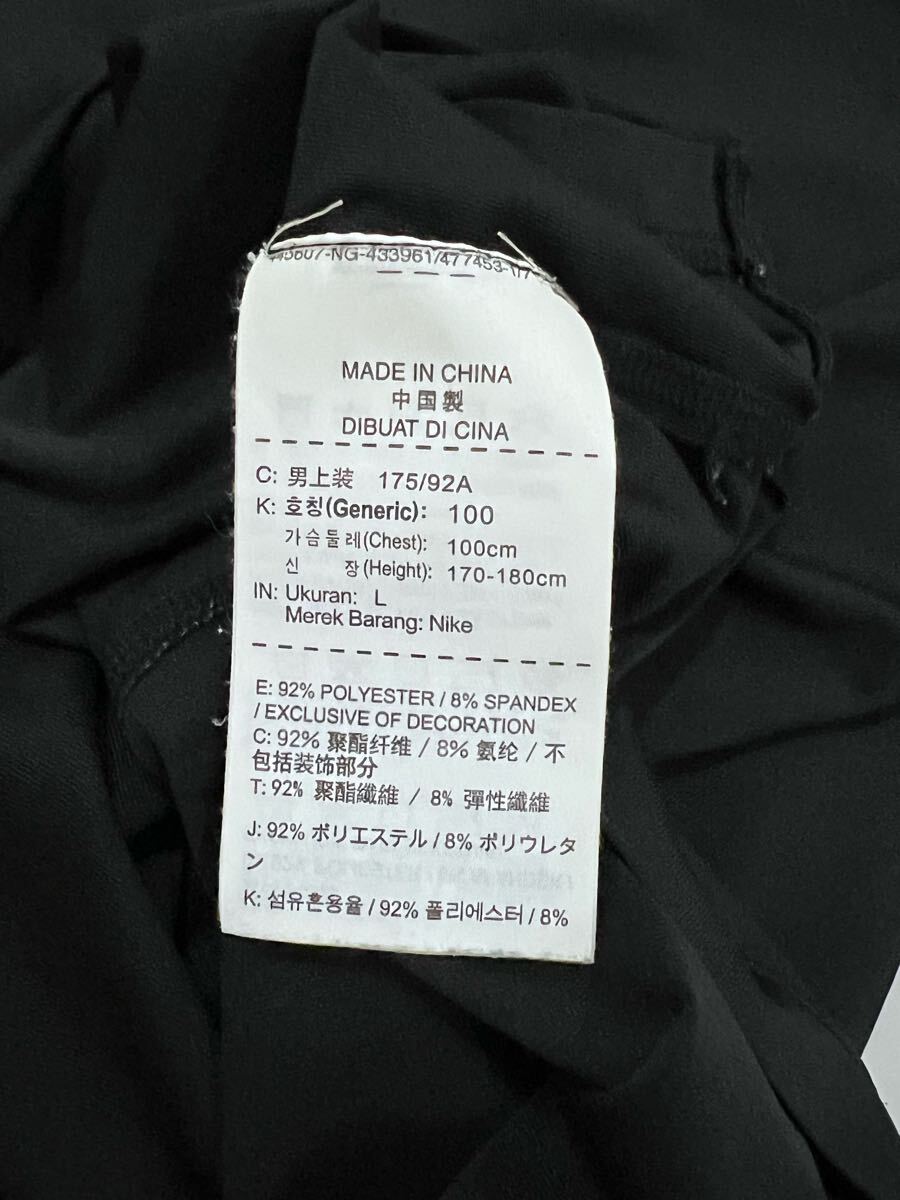 -NG-433961/477453-
MADE IN CHINA
中国製
DIBUAT DI CINA
C: 男上装 175/92A
K: 호칭(Generic): 100
가슴둘레(Chest): 100cm
신 장(Height): 170-180cm
IN: Ukuran: L
Merek Barang: Nike
E: 92% POLYESTER / 8% SPANDEX
/ EXCLUSIVE OF DECORATION
C: 92% 聚酯纤维 / 8% 氨纶 / 不
包括装饰部分
T: 92% 聚酯纖維 / 8% 彈性纖維
J: 92% ポリエステル / 8% ポリウレタ
ン
K: 섬유혼용율 / 92% 폴리에스터 / 8%